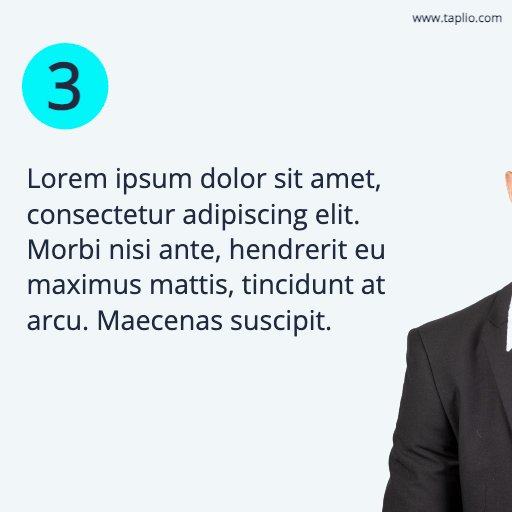 www.taplio.com
3
Lorem ipsum dolor sit amet,
consectetur adipiscing elit.
Morbi nisi ante, hendrerit eu
maximus mattis, tincidunt at
arcu. Maecenas suscipit.